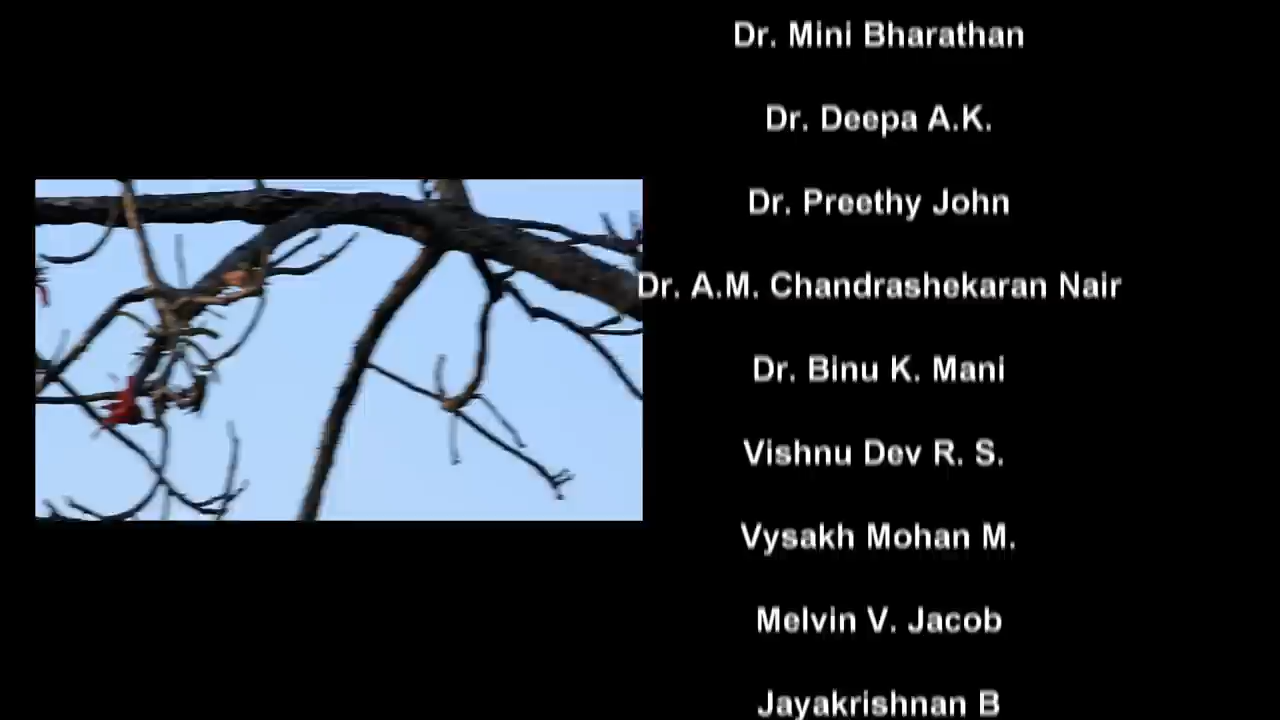 Dr. Mini Bharathan
Dr. Deepa A.K.
Dr. Preethy John
Dr. A.M. Chandrashekaran Nair
Dr. Binu K. Mani
Vishnu Dev R. S.
Vysakh Mohan M.
Melvin V. Jacob
Jayakrishnan B